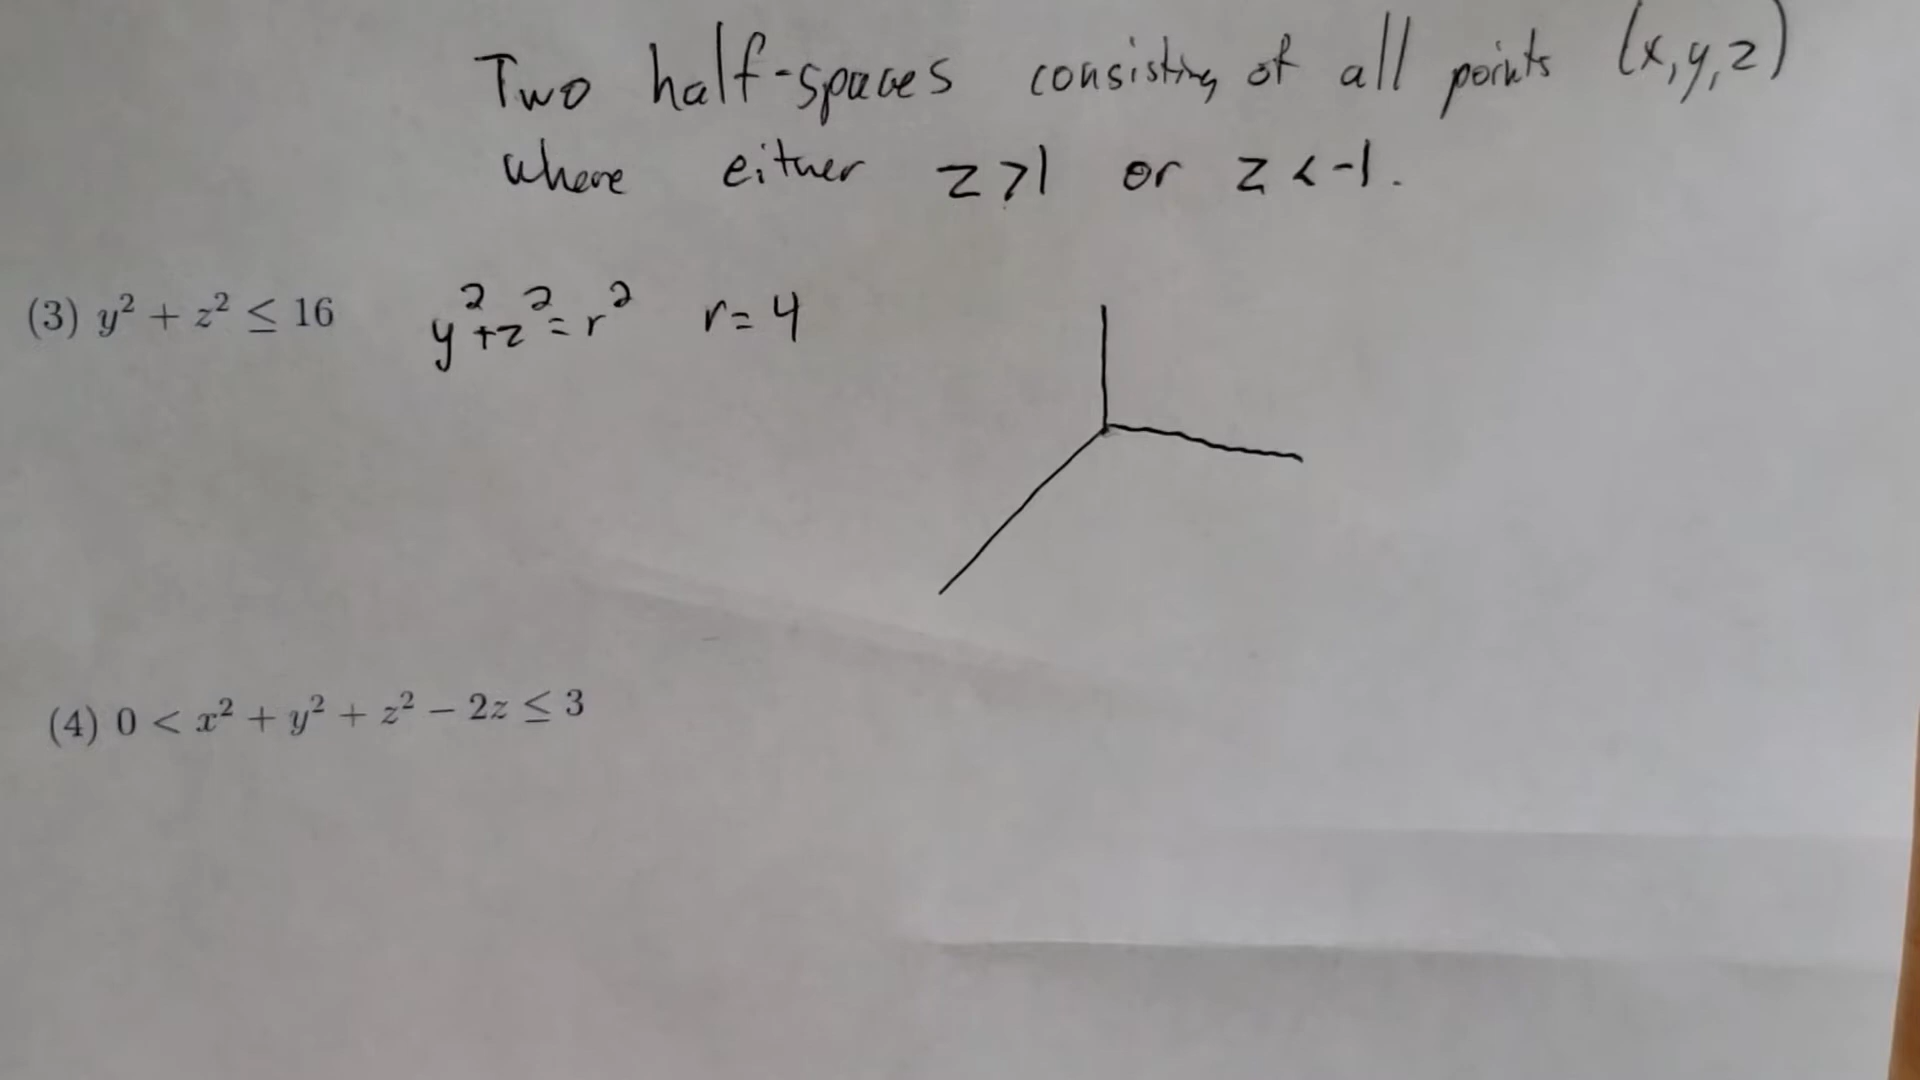 Two half-spaces consisting of all points (x,y,z)
where either z>1 or z<-1.
(3) y² + z² ≤ 16 y²+z²=r² r=4
(4) 0 < x² + y² + z² − 2z ≤ 3